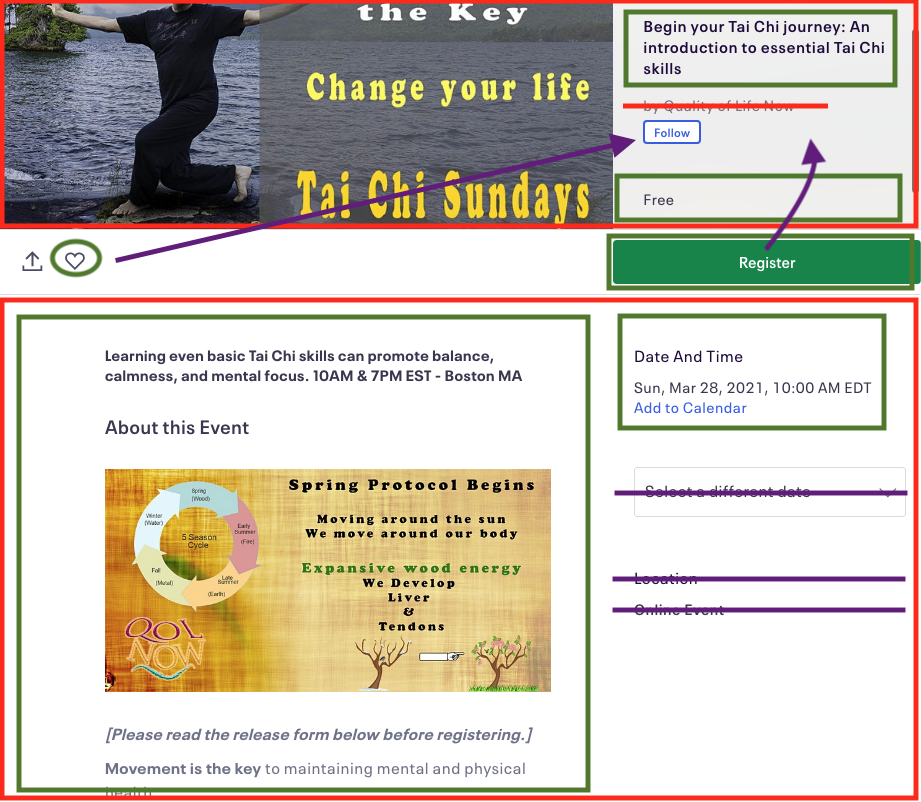 the Key
Change your life
Tai Chi Sundays
Begin your Tai Chi journey: An
introduction to essential Tai Chi
skills
by Quality of Life Now
Follow
Free
Register
Learning even basic Tai Chi skills can promote balance,
calmness, and mental focus. 10AM & 7PM EST - Boston MA
About this Event
Spring
(Wood)
Early
Summer
(Fire)
Late
Summer
(Earth)
Fall
(Metal)
Winter
(Water)
5 Season
Cycle
QOL
NOW
Spring Protocol Begins
Moving around the sun
We move around our body
Expansive wood energy
We Develop
Liver
&
Tendons
[Please read the release form below before registering.]
Movement is the key to maintaining mental and physical
health
Date And Time
Sun, Mar 28, 2021, 10:00 AM EDT
Add to Calendar
Select a different date
Location
Online Event